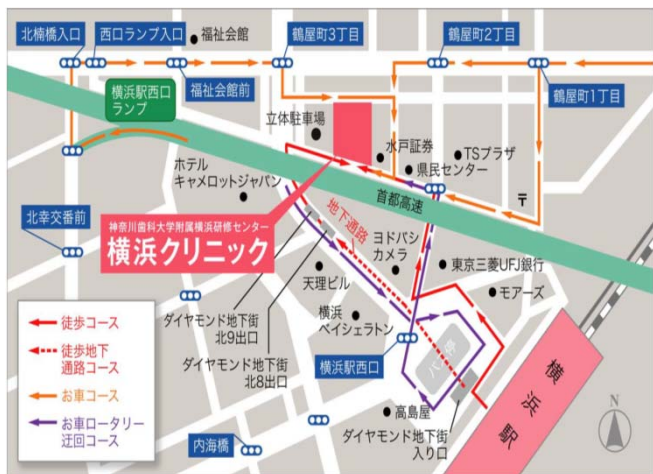 北楠橋入口
西口ランプ入口
福祉会館
鶴屋町3丁目
鶴屋町2丁目
福祉会館前
鶴屋町1丁目
横浜駅西口
ランプ
立体駐車場
水戸証券
TSプラザ
県民センター
ホテル
キャメロットジャパン
首都高速
〒
北幸交番前
神奈川歯科大学附属横浜研修センター
横浜クリニック
地下通路
ヨドバシ
カメラ
東京三菱UFJ銀行
天理ビル
モアーズ
ダイヤモンド地下街
北9出口
横浜
ベイシェラトン
ダイヤモンド地下街
北8出口
横浜駅西口
バス停
横浜駅
高島屋
ダイヤモンド地下街
入り口
内海橋
徒歩コース
徒歩地下
通路コース
お車コース
お車ロータリー
迂回コース
N